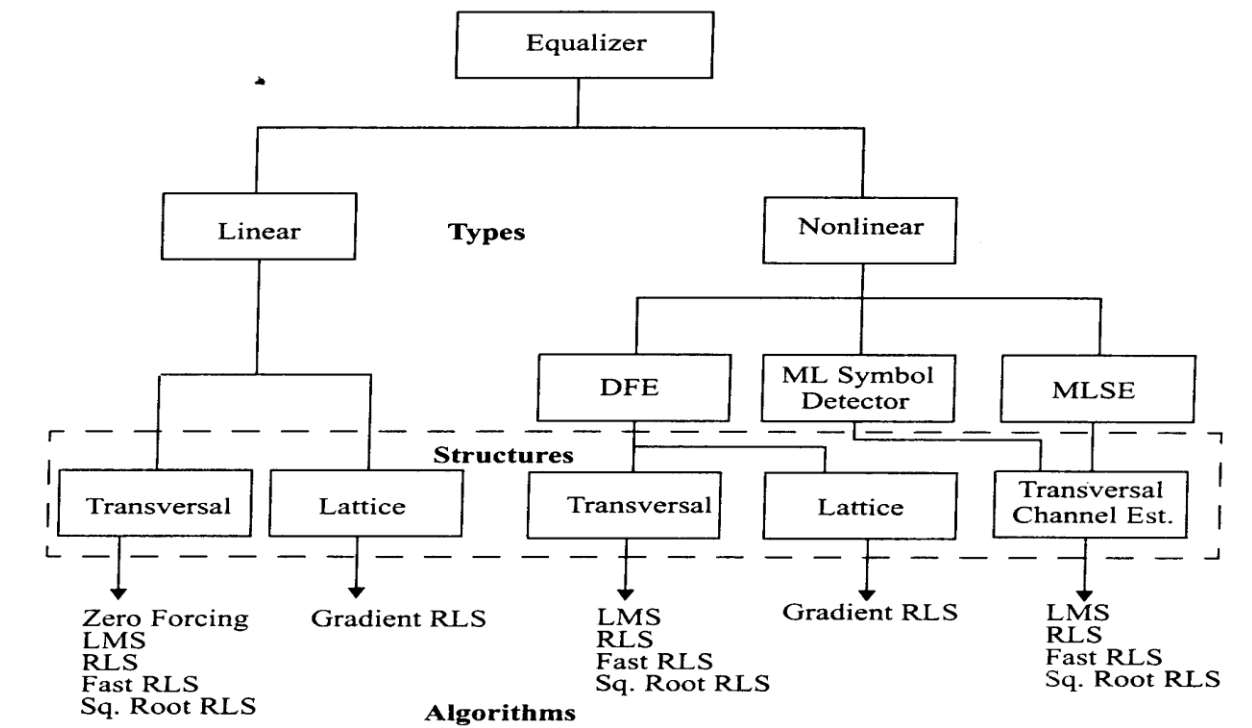 Equalizer
Linear
Types
Nonlinear
DFE
ML Symbol
Detector
MLSE
Structures
Transversal
Lattice
Transversal
Lattice
Transversal
Channel Est.
Zero Forcing
LMS
RLS
Fast RLS
Sq. Root RLS
Gradient RLS
LMS
RLS
Fast RLS
Sq. Root RLS
Gradient RLS
LMS
RLS
Fast RLS
Sq. Root RLS
Algorithms